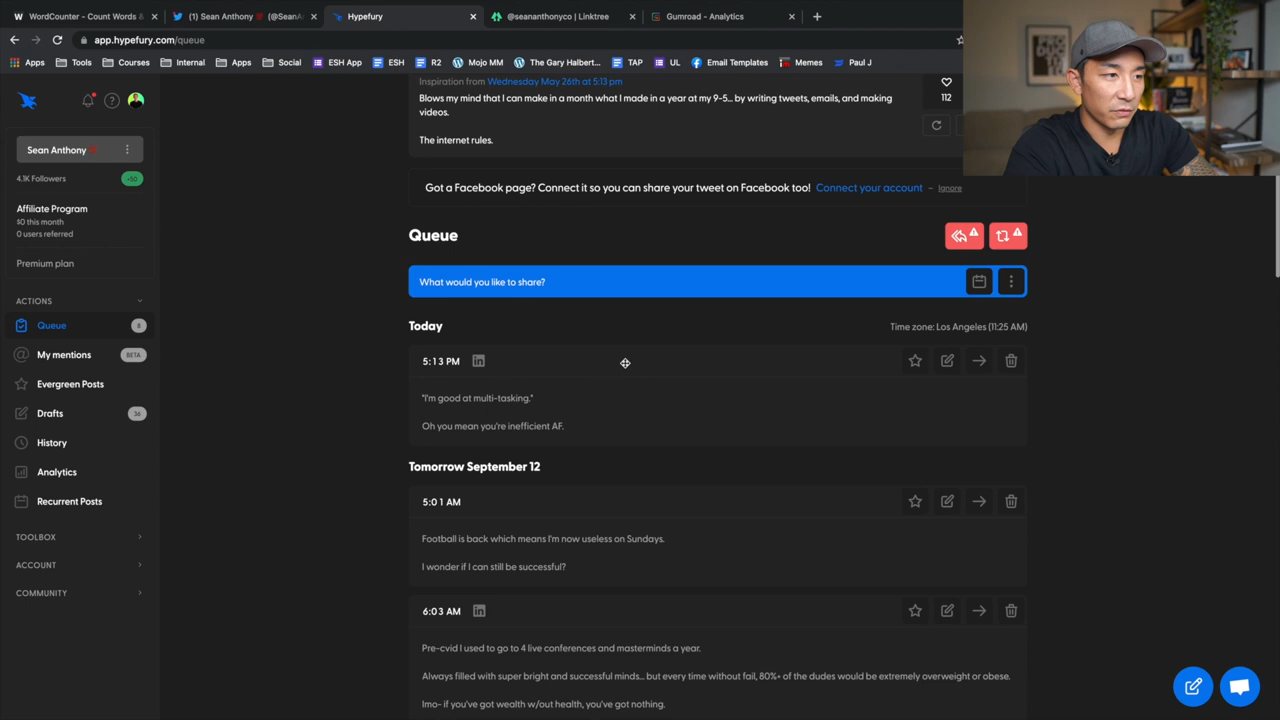 WordCounter - Count Words &
(1) Sean Anthony (@SeanA
Hypefury
@seananthonyco | Linktree
Gumroad - Analytics
app.hypefury.com/queue
Apps
Tools
Courses
Internal
Apps
Social
ESH App
ESH
R2
Mojo MM
The Gary Halbert...
TAP
UL
Email Templates
Memes
Paul J
Sean Anthony
4.1K Followers
+50
Affiliate Program
$0 this month
0 users referred
Premium plan
ACTIONS
Queue
8
My mentions
BETA
Evergreen Posts
Drafts
36
History
Analytics
Recurrent Posts
TOOLBOX
ACCOUNT
COMMUNITY
Inspiration from Wednesday May 26th at 5:13 pm
Blows my mind that I can make in a month what I made in a year at my 9-5... by writing tweets, emails, and making
videos.
The internet rules.
112
Got a Facebook page? Connect it so you can share your tweet on Facebook too! Connect your account – Ignore
Queue
What would you like to share?
Today
Time zone: Los Angeles (11:25 AM)
5:13 PM
"I'm good at multi-tasking."
Oh you mean you're inefficient AF.
Tomorrow September 12
5:01 AM
Football is back which means I'm now useless on Sundays.
I wonder if I can still be successful?
6:03 AM
Pre-cvid I used to go to 4 live conferences and masterminds a year.
Always filled with super bright and successful minds... but every time without fail, 80%+ of the dudes would be extremely overweight or obese.
Imo- if you've got wealth w/out health, you've got nothing.